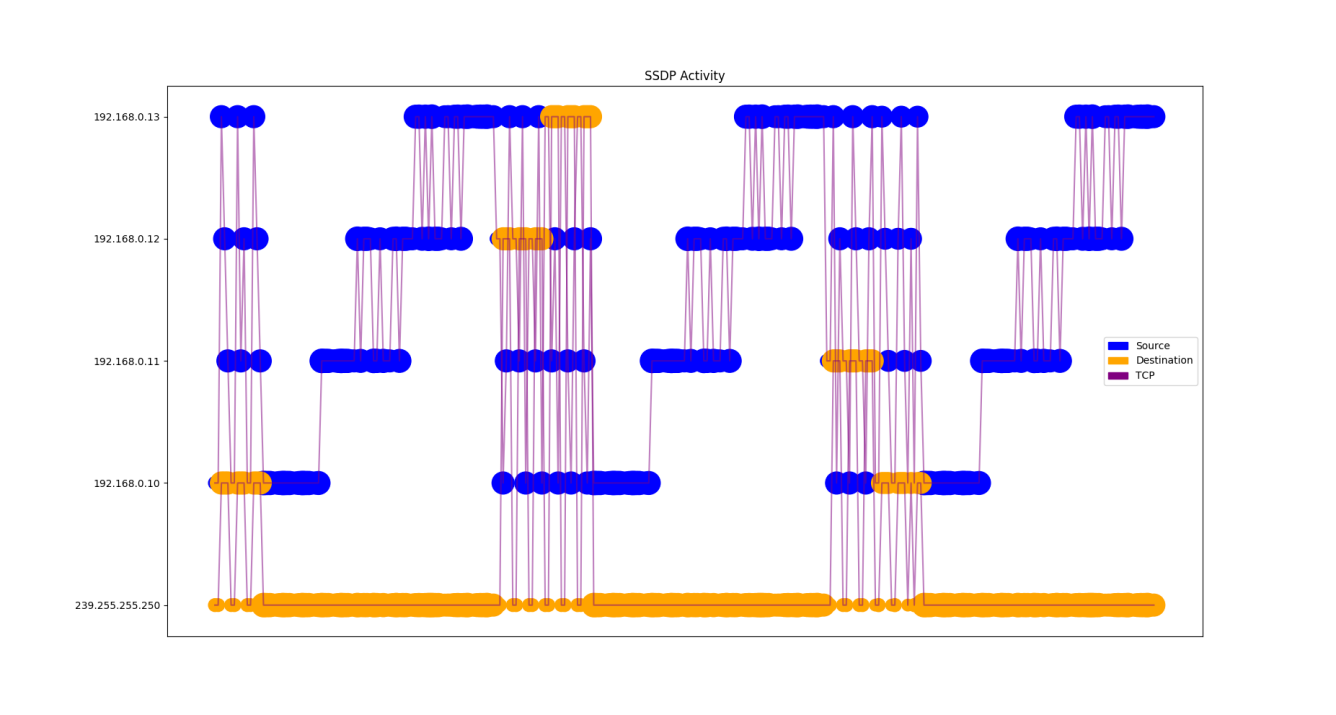 SSDP Activity
192.168.0.13
192.168.0.12
192.168.0.11
192.168.0.10
239.255.255.250
Source
Destination
TCP